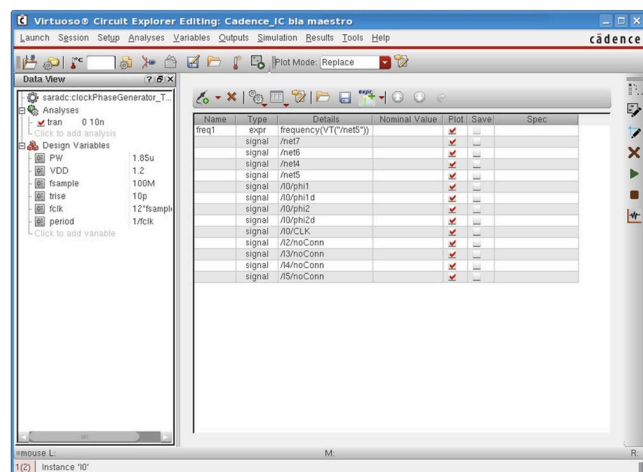 Virtuoso® Circuit Explorer Editing: Cadence_IC bla maestro
Launch Session Setup Analyses Variables Outputs Simulation Results Tools Help
cādence
Plot Mode: Replace
Data View
saradc:clockPhaseGenerator_T...
Analyses
tran 0 10n
Click to add analysis
Design Variables
PW 1.85u
VDD 1.2
fsample 100M
trise 10p
fclk 12*fsampl
period 1/fclk
Click to add variable
Name Type Details Nominal Value Plot Save Spec
freq1 expr frequency(VT("/net5"))
signal /net7
signal /net6
signal /net4
signal /net5
signal /I0/phi1
signal /I0/phi1d
signal /I0/phi2
signal /I0/phi2d
signal /I0/CLK
signal /I2/noConn
signal /I3/noConn
signal /I4/noConn
signal /I5/noConn
mouse L: M: R:
1(2) Instance 'I0'